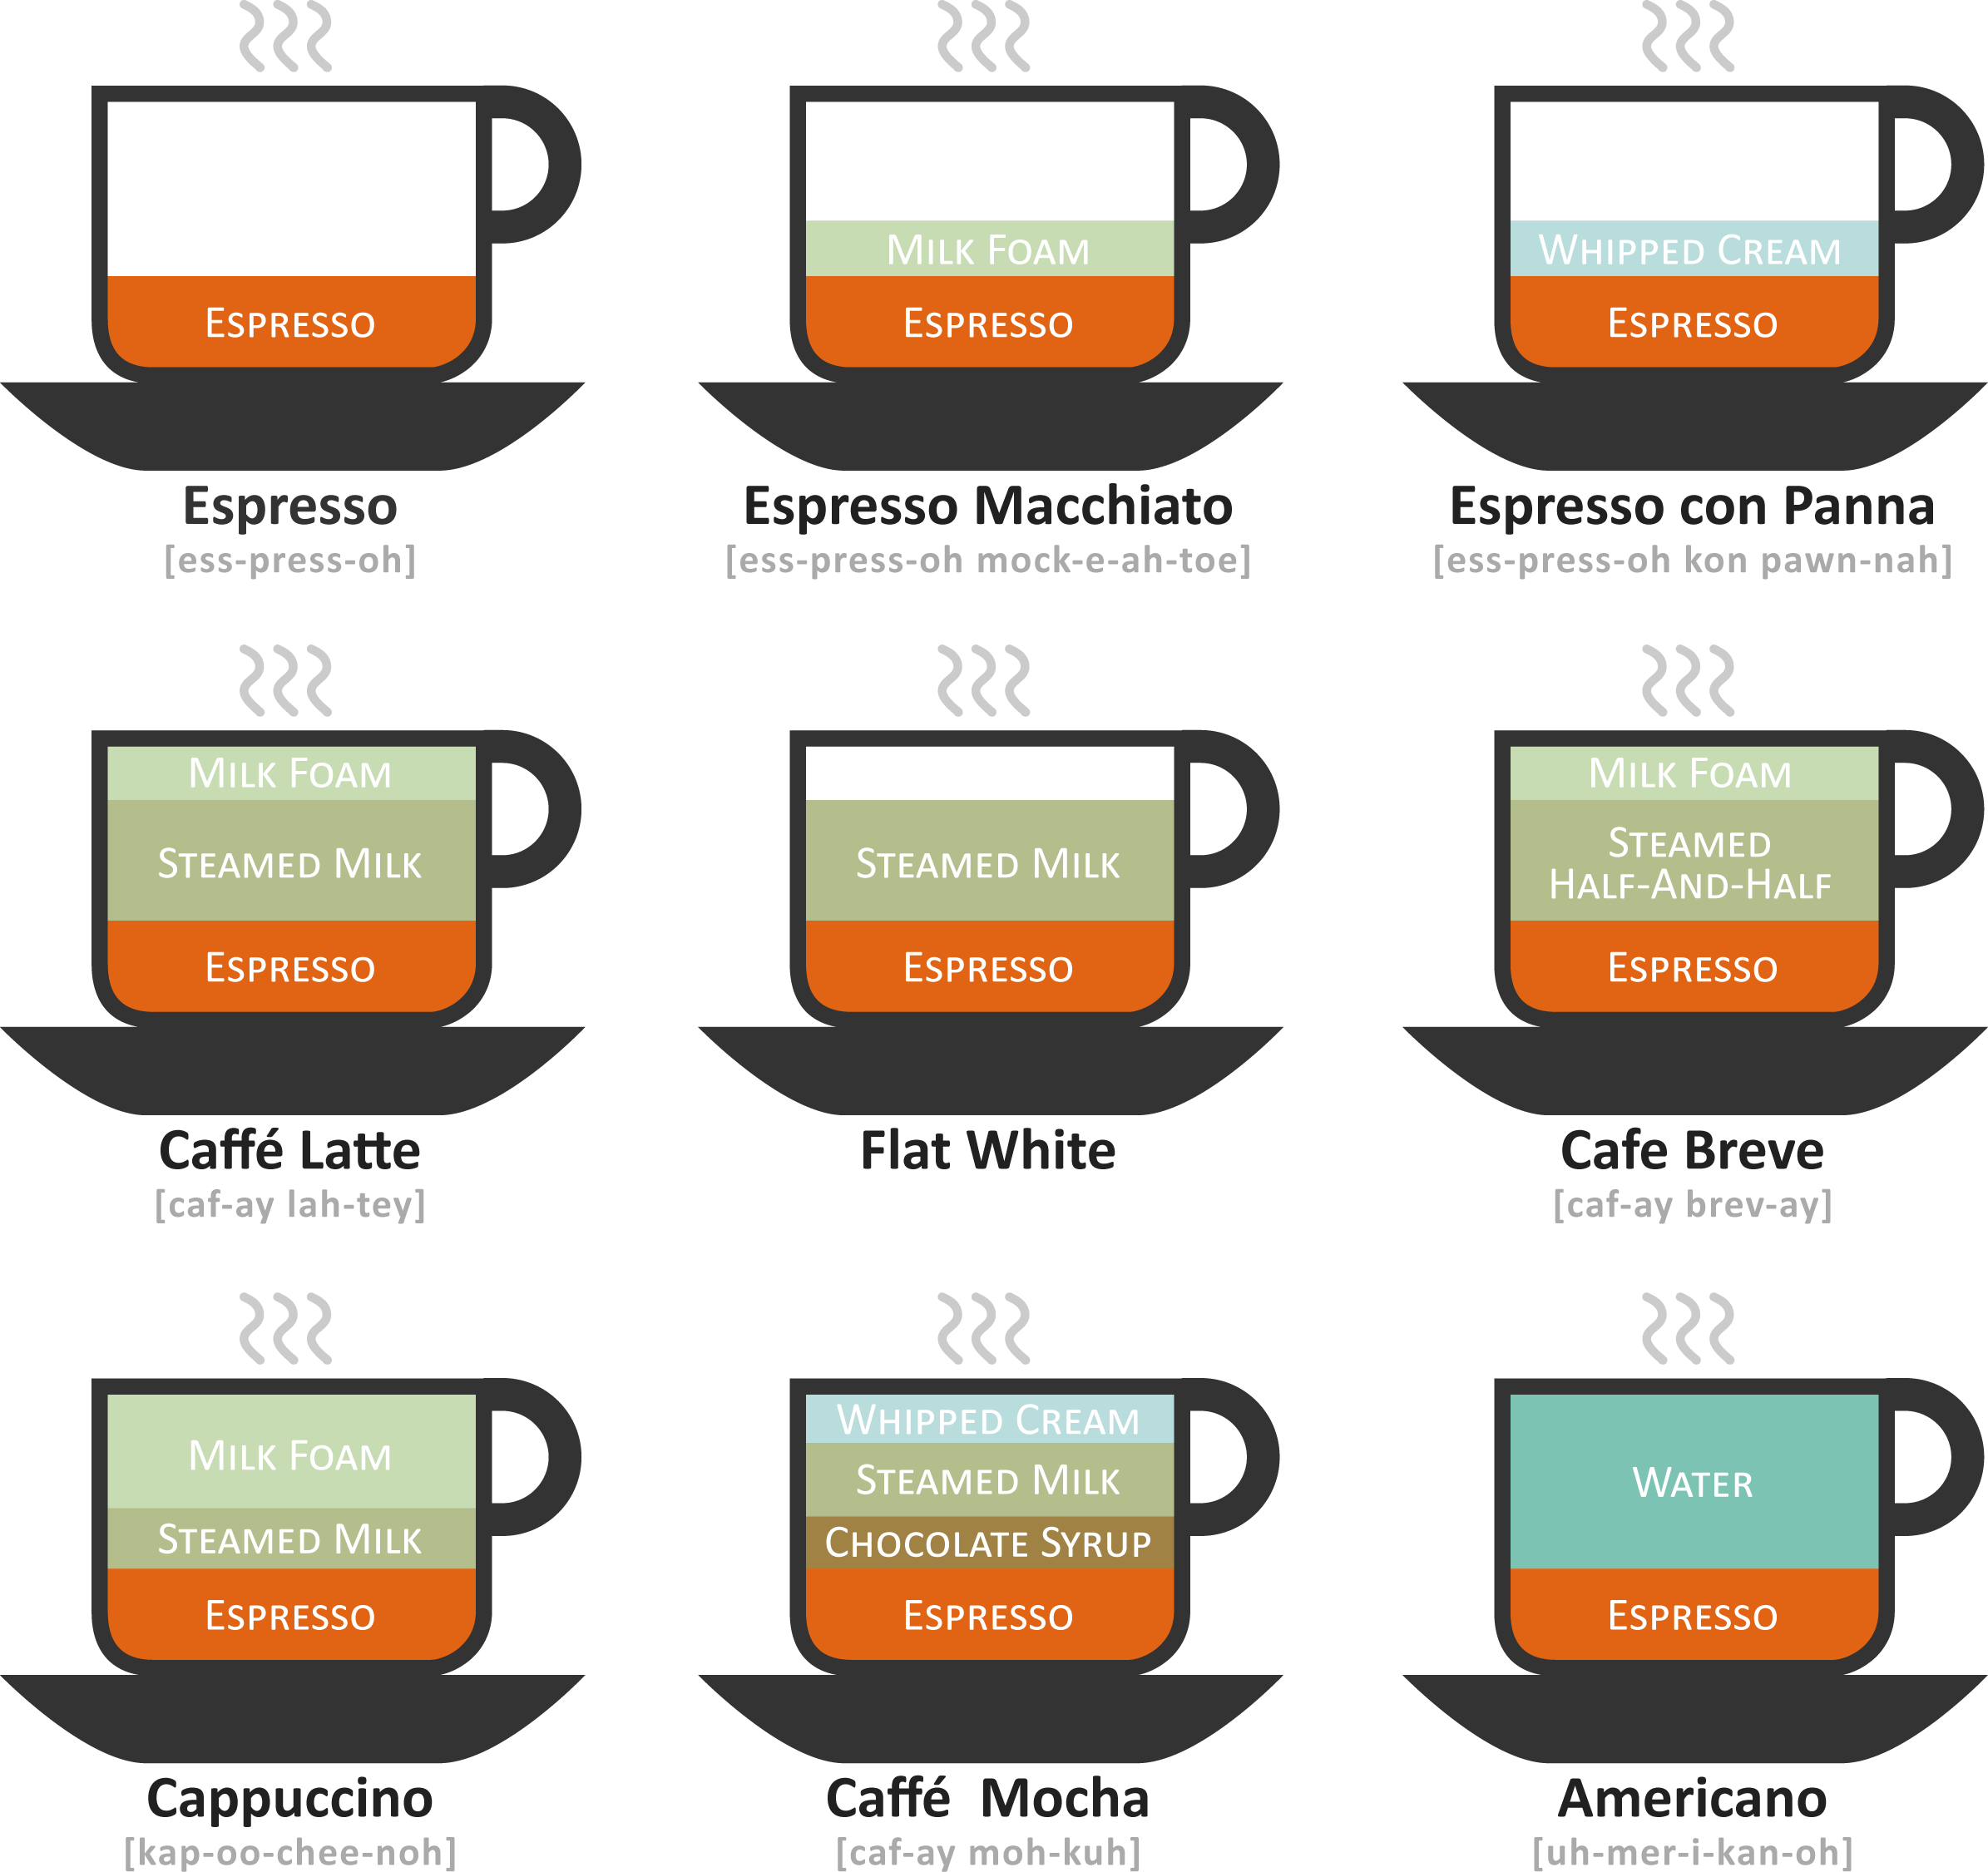 Espresso
Espresso
[ess-press-oh]
Milk Foam
Espresso
Espresso Macchiato
[ess-press-oh mock-e-ah-toe]
Whipped Cream
Espresso
Espresso con Panna
[ess-press-oh kon pawn-nah]
Milk Foam
Steamed Milk
Espresso
Caffé Latte
[caf-ay lah-tey]
Steamed Milk
Espresso
Flat White
Milk Foam
Steamed
Half-and-Half
Espresso
Cafe Breve
[caf-ay brev-ay]
Milk Foam
Steamed Milk
Espresso
Cappuccino
[kap-oo-chee-noh]
Whipped Cream
Steamed Milk
Chocolate Syrup
Espresso
Caffé Mocha
[caf-ay moh-kuh]
Water
Espresso
Americano
[uh-mer-i-kan-oh]